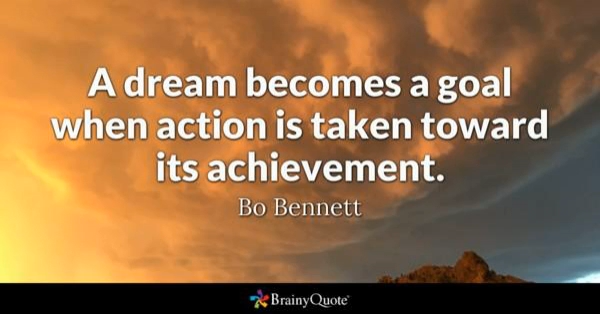 A dream becomes a goal
when action is taken toward
its achievement.
Bo Bennett
BrainyQuote